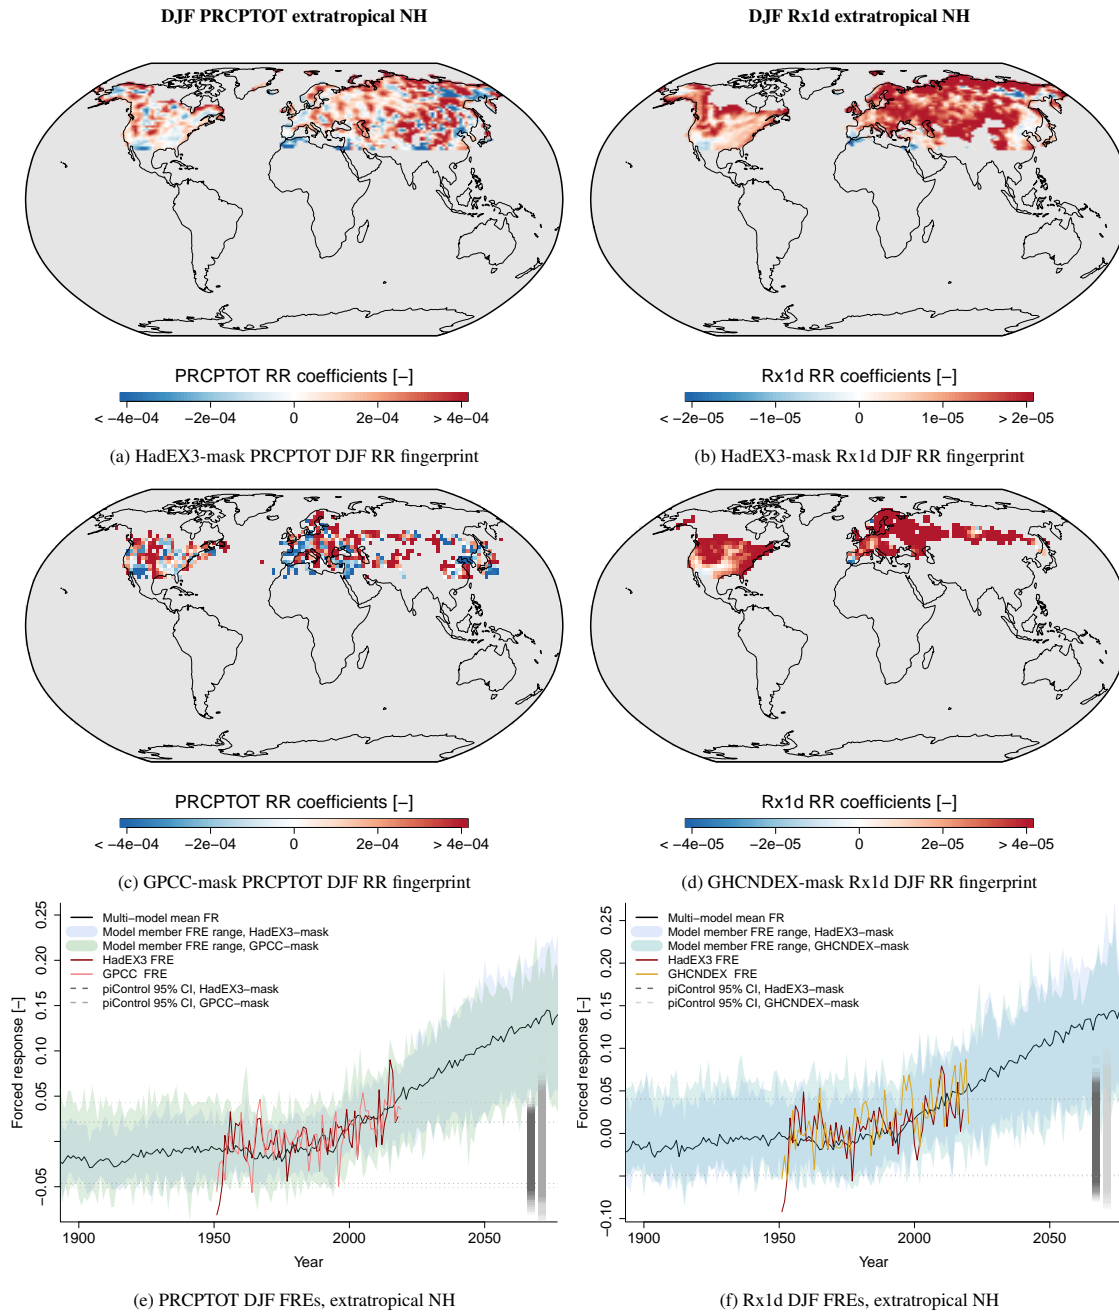 DJF PRCPTOT extratropical NH
DJF Rx1d extratropical NH
PRCPTOT RR coefficients [−]
< −4e−04 −2e−04 0 2e−04 > 4e−04
(a) HadEX3-mask PRCPTOT DJF RR fingerprint
Rx1d RR coefficients [−]
< −2e−05 −1e−05 0 1e−05 > 2e−05
(b) HadEX3-mask Rx1d DJF RR fingerprint
PRCPTOT RR coefficients [−]
< −4e−04 −2e−04 0 2e−04 > 4e−04
(c) GPCC-mask PRCPTOT DJF RR fingerprint
Rx1d RR coefficients [−]
< −4e−05 −2e−05 0 2e−05 > 4e−05
(d) GHCNDEX-mask Rx1d DJF RR fingerprint
Forced response [−]
0.25
0.20
0.15
0.10
0.05
−0.05
Multi−model mean FR
Model member FRE range, HadEX3−mask
Model member FRE range, GPCC−mask
HadEX3 FRE
GPCC FRE
piControl 95% CI, HadEX3−mask
piControl 95% CI, GPCC−mask
1900 1950 2000 2050
Year
(e) PRCPTOT DJF FREs, extratropical NH
Forced response [−]
0.25
0.20
0.15
0.10
0.05
0.00
−0.10
Multi−model mean FR
Model member FRE range, HadEX3−mask
Model member FRE range, GHCNDEX−mask
HadEX3 FRE
GHCNDEX FRE
piControl 95% CI, HadEX3−mask
piControl 95% CI, GHCNDEX−mask
1900 1950 2000 2050
Year
(f) Rx1d DJF FREs, extratropical NH